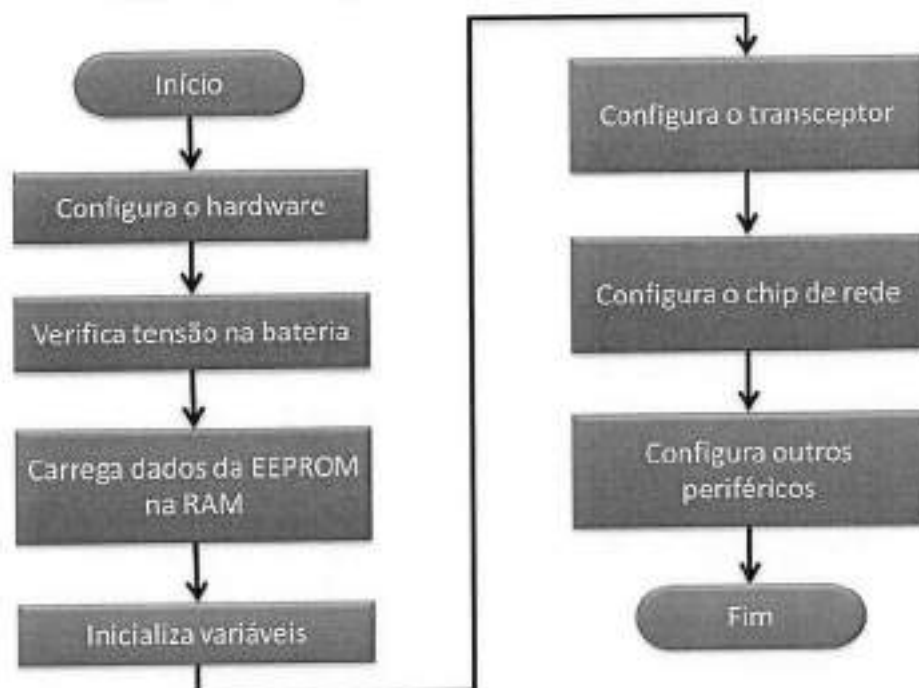 Início
Configura o hardware
Verifica tensão na bateria
Carrega dados da EEPROM
na RAM
Inicializa variáveis
Configura o transceptor
Configura o chip de rede
Configura outros
periféricos
Fim